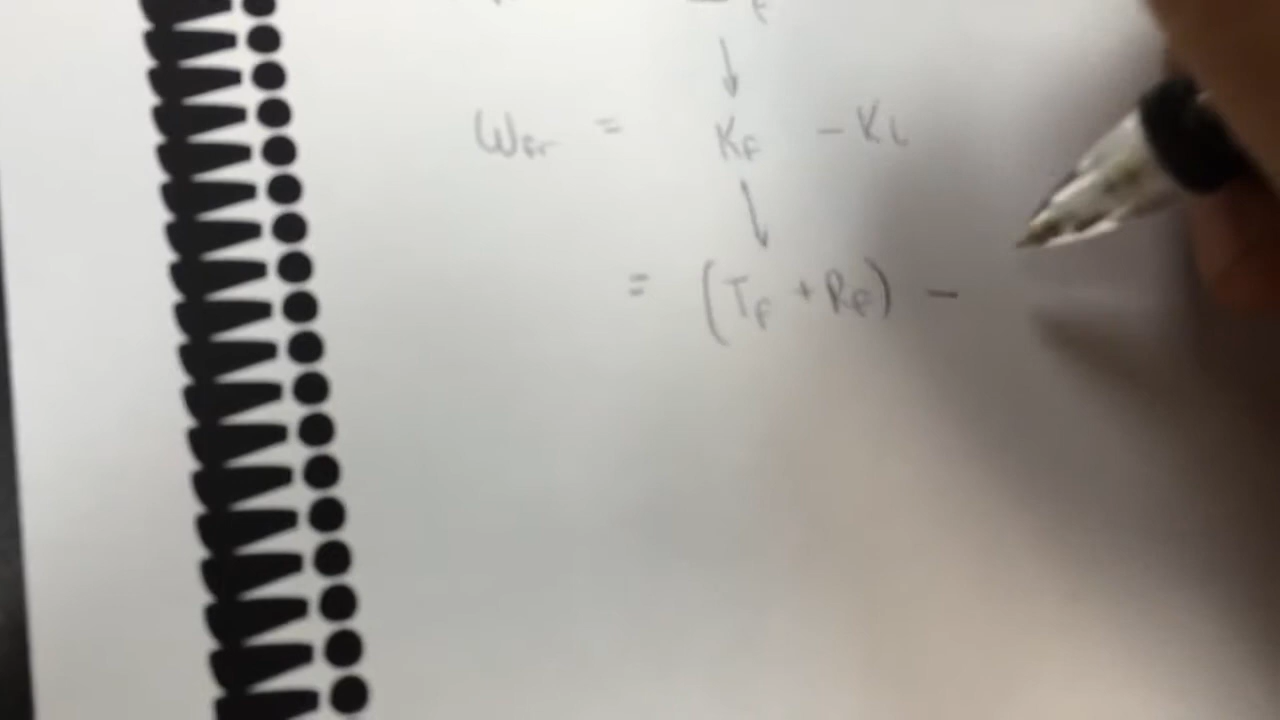 W_fr = K_f - K_i
= (T_f + R_f) -